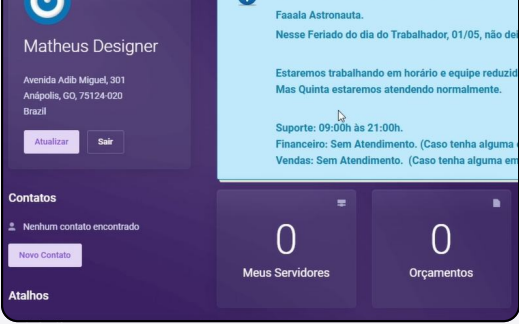 Matheus Designer
Avenida Adib Miguel, 301
Anápolis, GO, 75124-020
Brazil
Atualizar
Sair
Contatos
Nenhum contato encontrado
Novo Contato
Atalhos
Faaala Astronauta.
Nesse Feriado do dia do Trabalhador, 01/05, não
Estaremos trabalhando em horário e equipe
Mas Quinta estaremos atendendo normalmente.
Suporte: 09:00h às 21:00h.
Financeiro: Sem Atendimento. (Caso tenha alguma
Vendas: Sem Atendimento. (Caso tenha alguma
0
Meus Servidores
0
Orçamentos